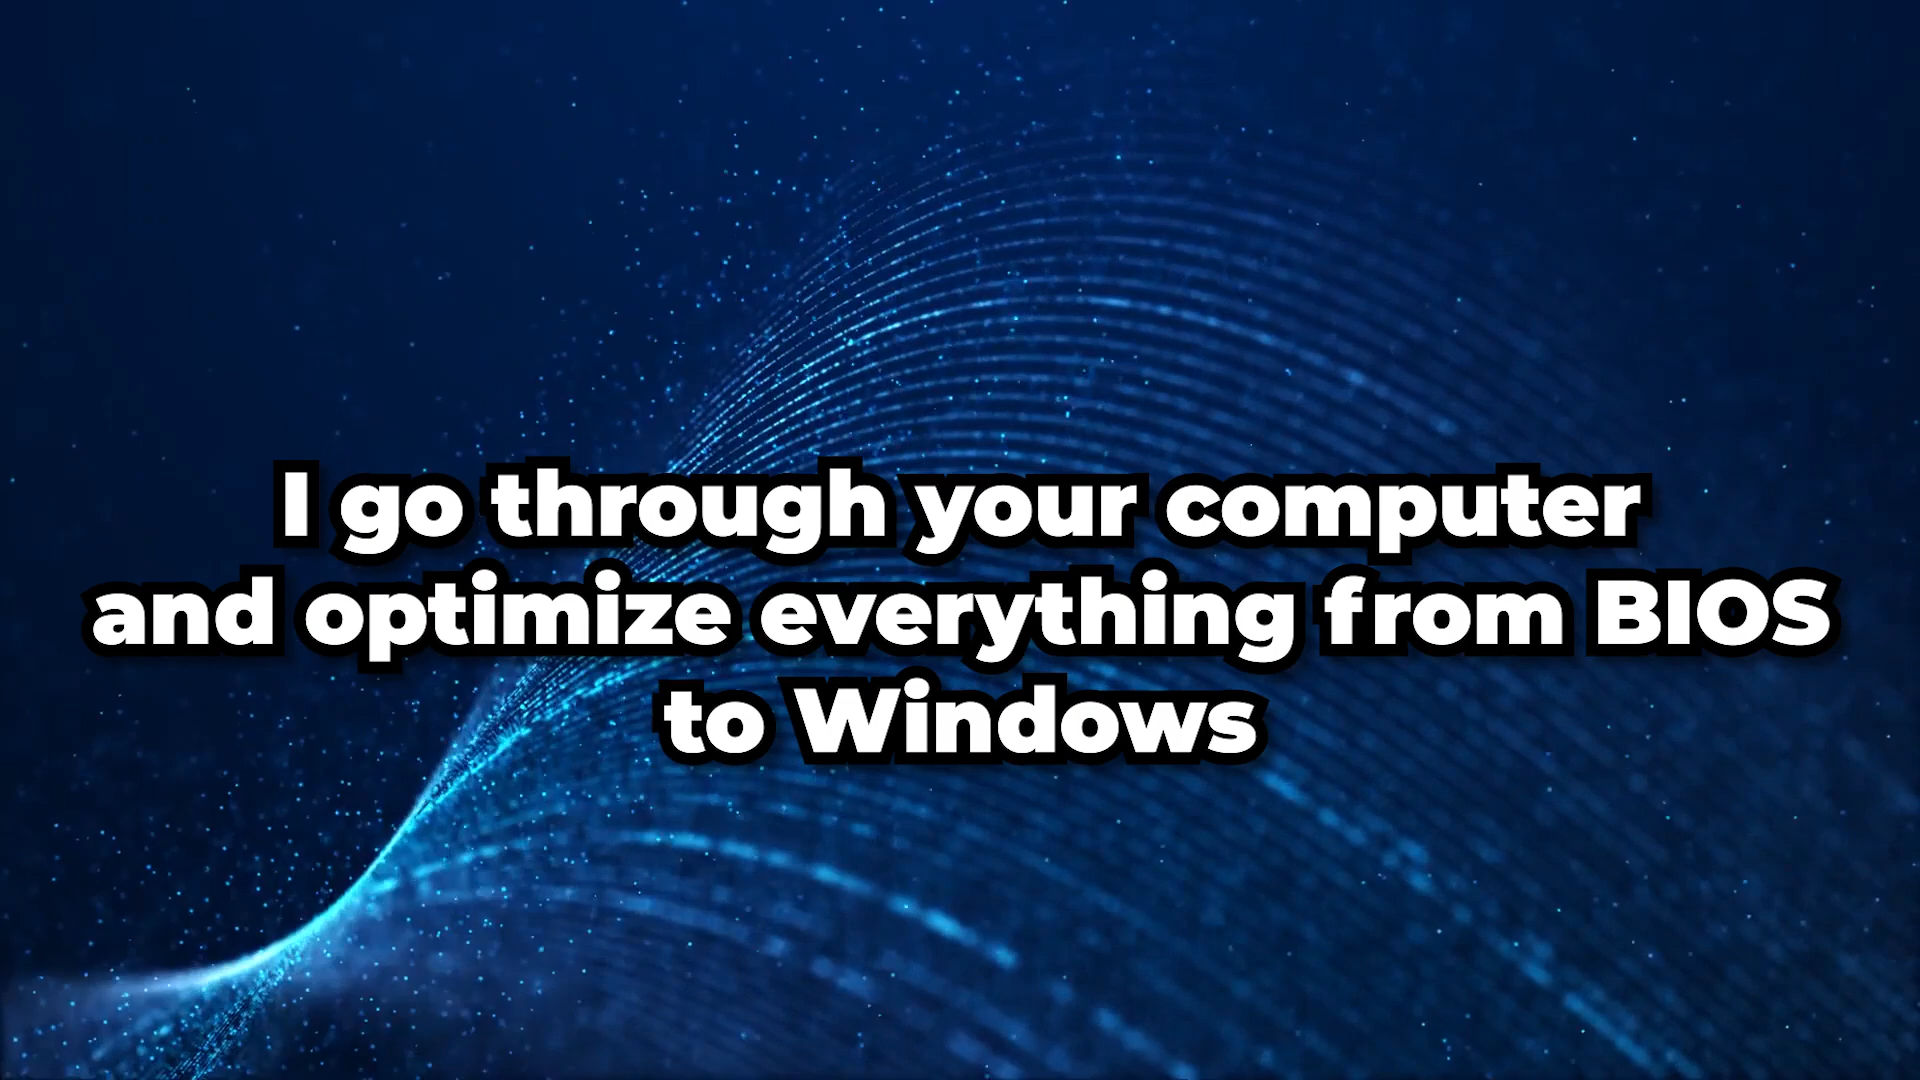 I go through your computer
and optimize everything from BIOS
to Windows